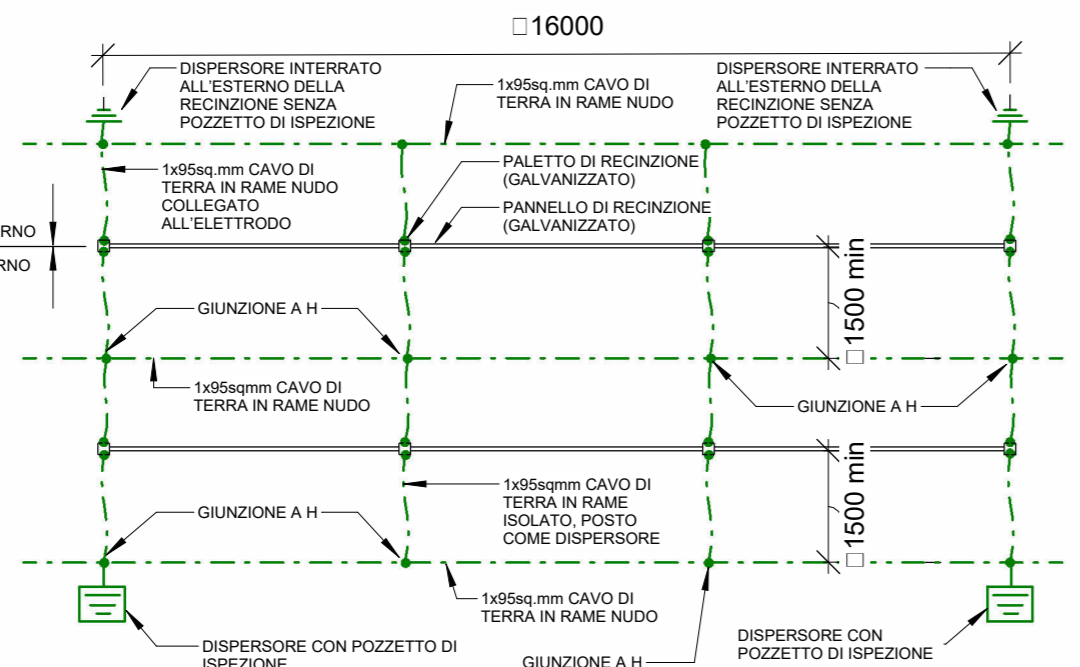 □16000
DISPERSORE INTERRATO
ALL'ESTERNO DELLA
RECINZIONE SENZA
POZZETTO DI ISPEZIONE
1x95sq.mm CAVO DI
TERRA IN RAME NUDO
DISPERSORE INTERRATO
ALL'ESTERNO DELLA
RECINZIONE SENZA
POZZETTO DI ISPEZIONE
1x95sq.mm CAVO DI
TERRA IN RAME NUDO
COLLEGATO
ALL'ELETTRODO
PALETTO DI RECINZIONE
(GALVANIZZATO)
PANNELLO DI RECINZIONE
(GALVANIZZATO)
RNO
RNO
□1500 min
GIUNZIONE A H
1x95sqmm CAVO DI
TERRA IN RAME NUDO
GIUNZIONE A H
□1500 min
GIUNZIONE A H
1x95sqmm CAVO DI
TERRA IN RAME
ISOLATO, POSTO
COME DISPERSORE
1x95sq.mm CAVO DI
TERRA IN RAME NUDO
DISPERSORE CON POZZETTO DI
ISPEZIONE
GIUNZIONE A H
DISPERSORE CON
POZZETTO DI ISPEZIONE